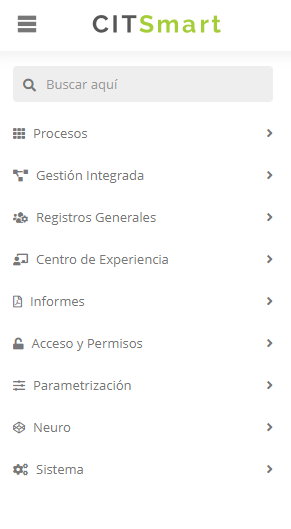 CITSmart
Buscar aquí
Procesos
Gestión Integrada
Registros Generales
Centro de Experiencia
Informes
Acceso y Permisos
Parametrización
Neuro
Sistema